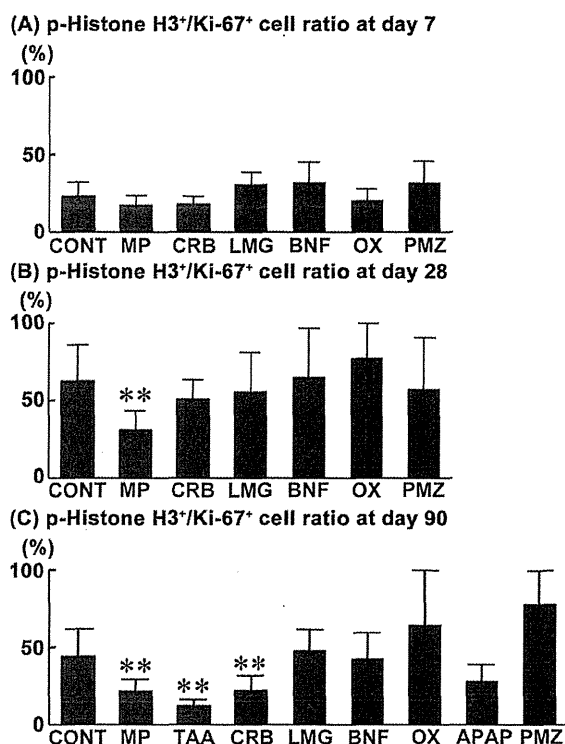 (A) p-Histone H3⁺/Ki-67⁺ cell ratio at day 7
(%)
100
50
0
CONT MP CRB LMG BNF OX PMZ
(B) p-Histone H3⁺/Ki-67⁺ cell ratio at day 28
(%)
100
50
0
**
CONT MP CRB LMG BNF OX PMZ
(C) p-Histone H3⁺/Ki-67⁺ cell ratio at day 90
(%)
100
50
0
** ** **
CONT MP TAA CRB LMG BNF OX APAP PMZ